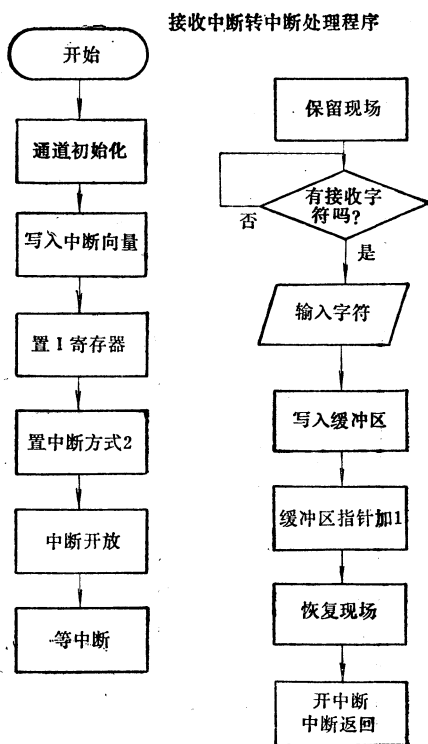 接收中断转中断处理程序
开始
通道初始化
写入中断向量
置 I 寄存器
置中断方式2
中断开放
等中断
保留现场
有接收字
符吗?
否
是
输入字符
写入缓冲区
缓冲区指针加1
恢复现场
开中断
中断返回